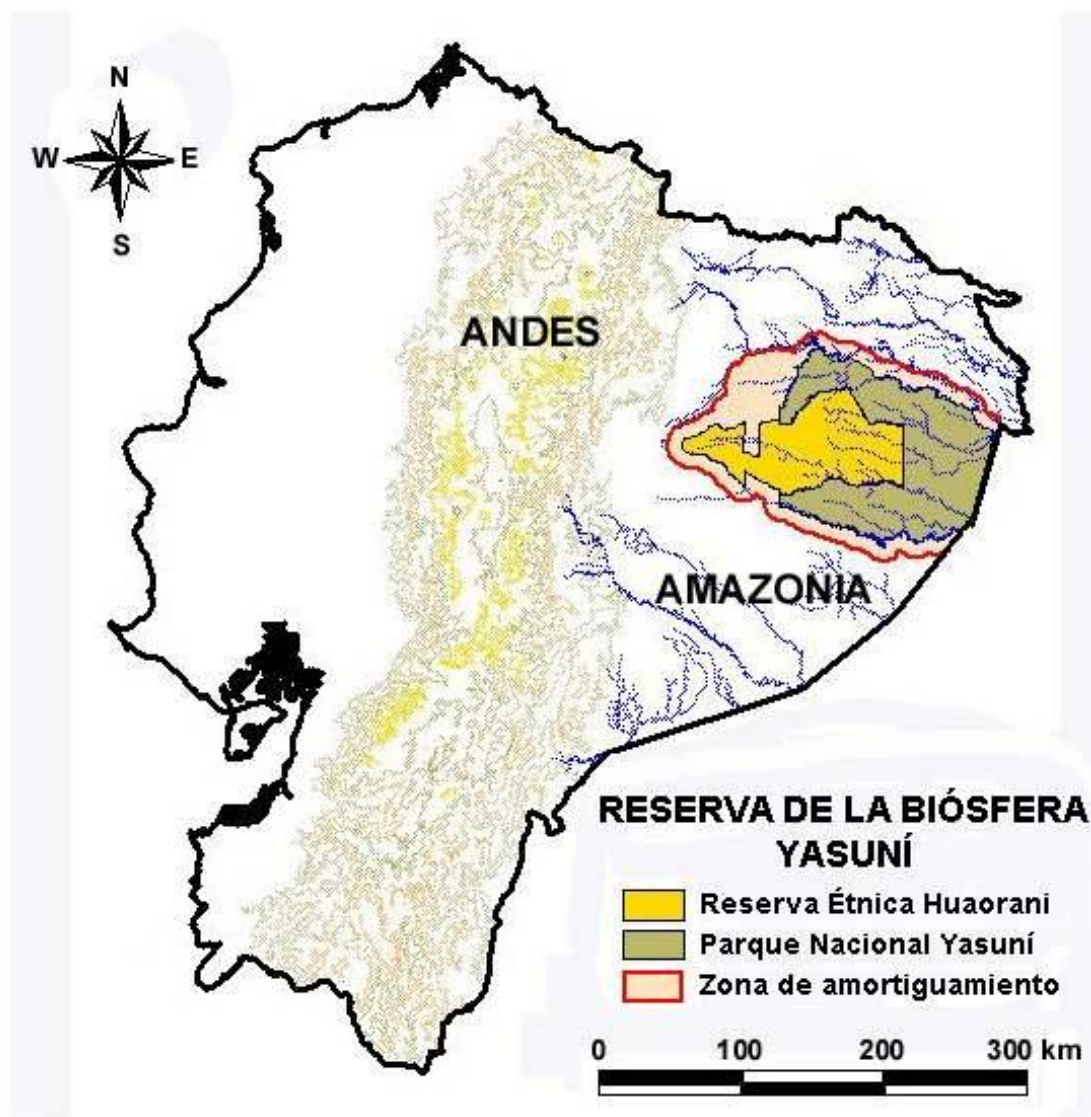 N
W E
S
ANDES
AMAZONIA
RESERVA DE LA BIÓSFERA
YASUNÍ
Reserva Étnica Huaorani
Parque Nacional Yasuní
Zona de amortiguamiento
0 100 200 300 km